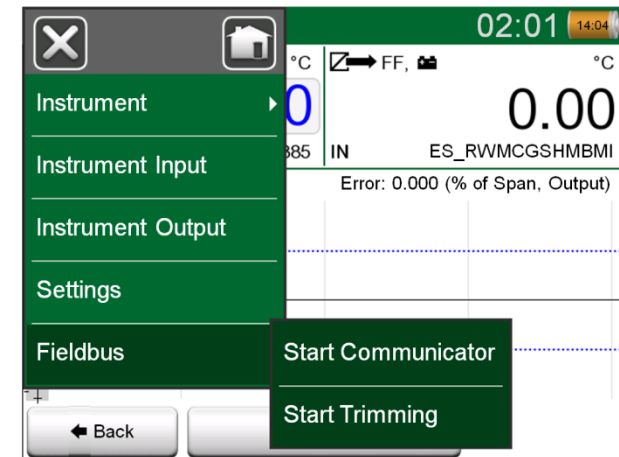 02:01 14:04
°C FF, °C
Instrument 0 0.00
385 IN ES_RWMCGSHMBMI
Instrument Input
Error: 0.000 (% of Span, Output)
Instrument Output
Settings
Fieldbus
Start Communicator
Start Trimming
Back